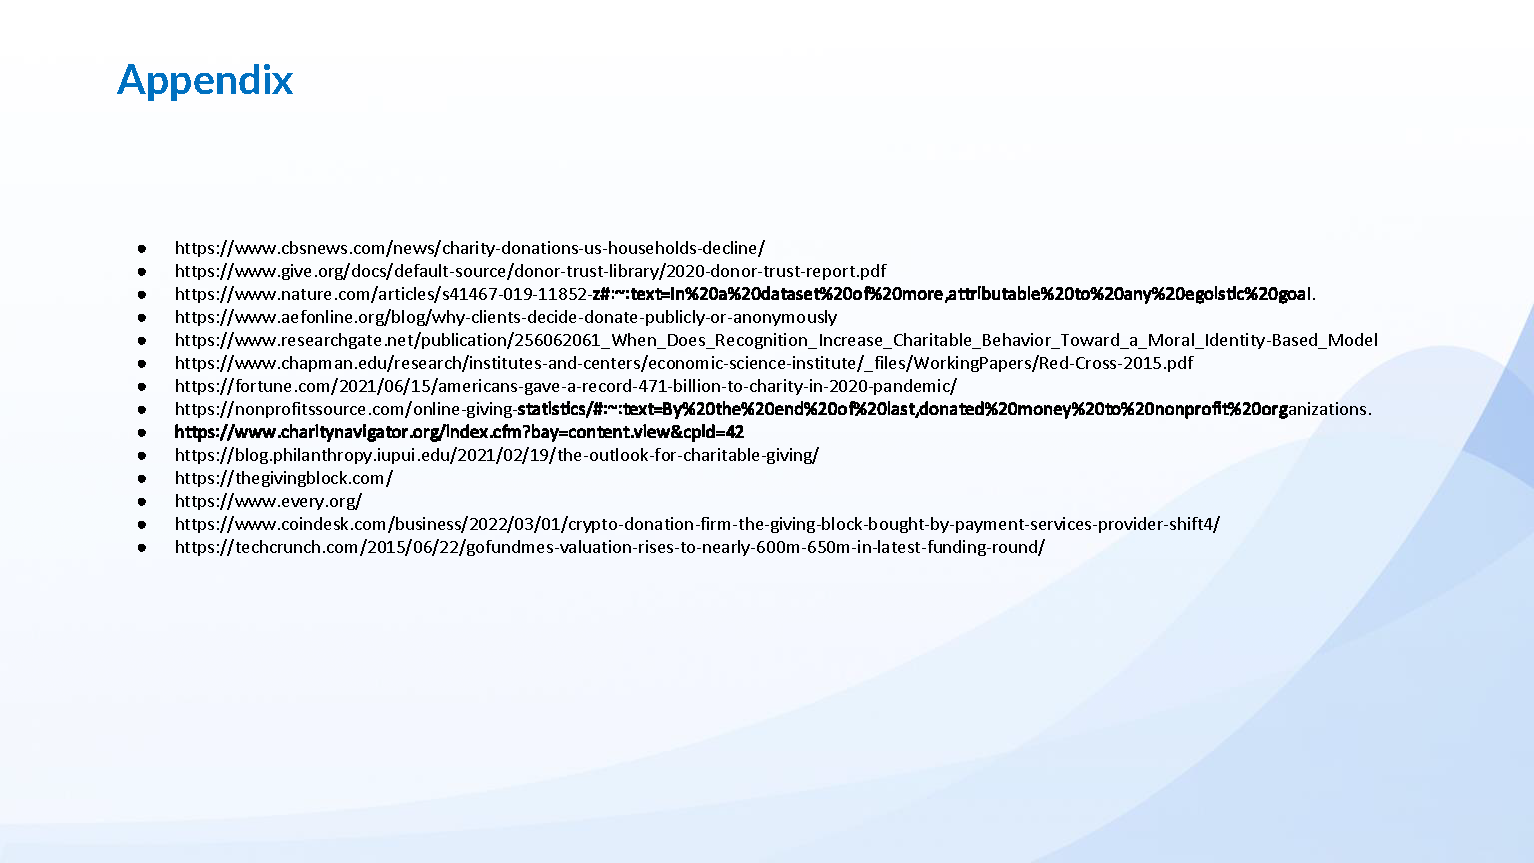 Appendix
● https://www.cbsnews.com/news/charity-donations-us-households-decline/
● https://www.give.org/docs/default-source/donor-trust-library/2020-donor-trust-report.pdf
● https://www.nature.com/articles/s41467-019-11852-z#:~:text=In%20a%20dataset%20of%20more,attributable%20to%20any%20egoistic%20goal.
● https://www.aefonline.org/blog/why-clients-decide-donate-publicly-or-anonymously
● https://www.researchgate.net/publication/256062061_When_Does_Recognition_Increase_Charitable_Behavior_Toward_a_Moral_Identity-Based_Model
● https://www.chapman.edu/research/institutes-and-centers/economic-science-institute/_files/WorkingPapers/Red-Cross-2015.pdf
● https://fortune.com/2021/06/15/americans-gave-a-record-471-billion-to-charity-in-2020-pandemic/
● https://nonprofitssource.com/online-giving-statistics/#:~:text=By%20the%20end%20of%20last,donated%20money%20to%20nonprofit%20organizations.
● https://www.charitynavigator.org/index.cfm?bay=content.view&cpid=42
● https://blog.philanthropy.iupui.edu/2021/02/19/the-outlook-for-charitable-giving/
● https://thegivingblock.com/
● https://www.every.org/
● https://www.coindesk.com/business/2022/03/01/crypto-donation-firm-the-giving-block-bought-by-payment-services-provider-shift4/
● https://techcrunch.com/2015/06/22/gofundmes-valuation-rises-to-nearly-600m-650m-in-latest-funding-round/